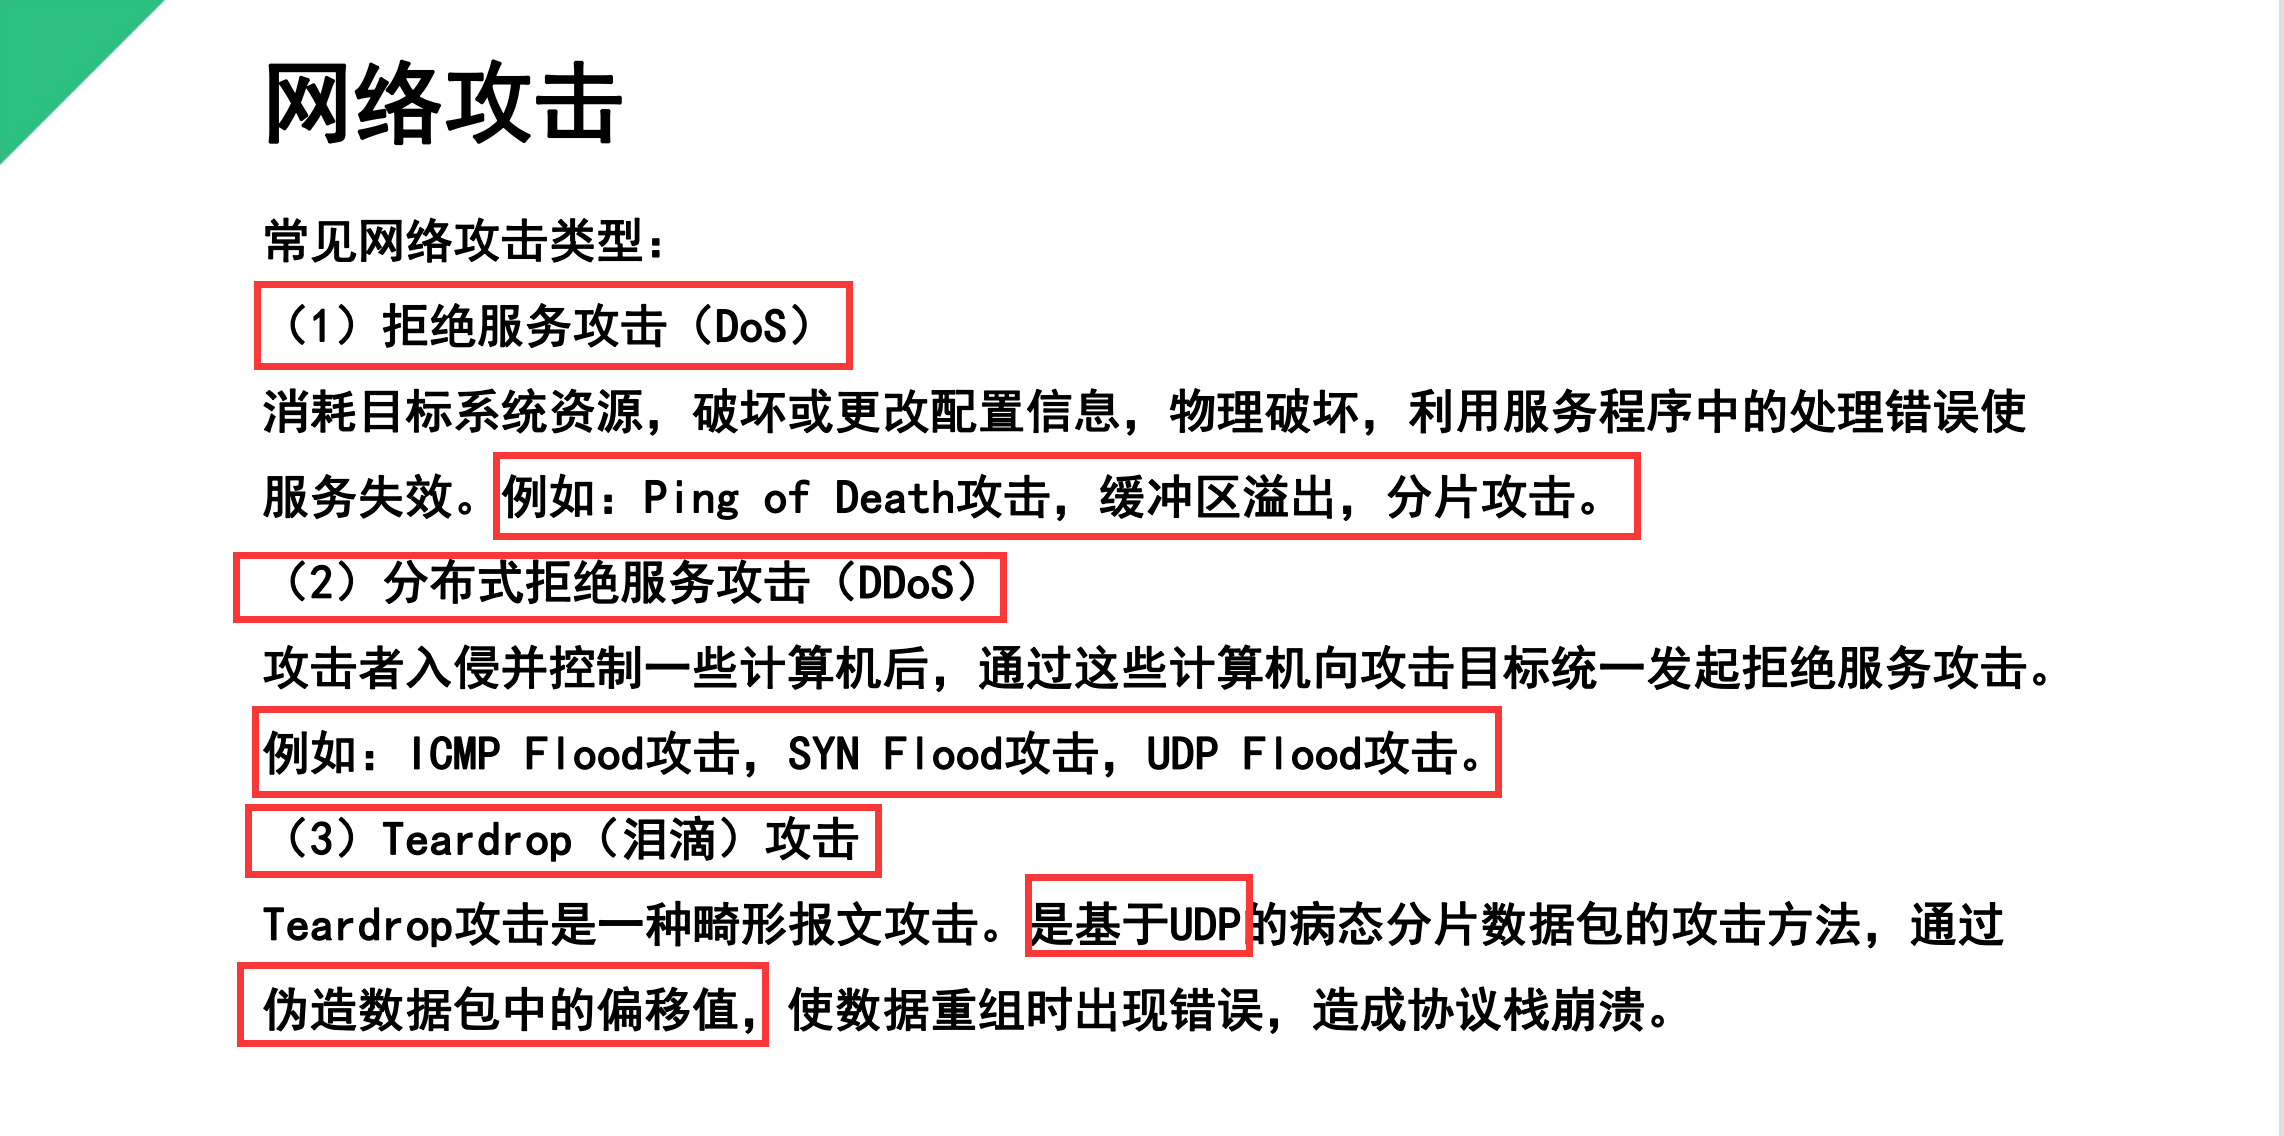 网络攻击
常见网络攻击类型：
（1）拒绝服务攻击（DoS）
消耗目标系统资源，破坏或更改配置信息，物理破坏，利用服务程序中的处理错误使
服务失效。例如：Ping of Death攻击，缓冲区溢出，分片攻击。
（2）分布式拒绝服务攻击（DDoS）
攻击者入侵并控制一些计算机后，通过这些计算机向攻击目标统一发起拒绝服务攻击。
例如：ICMP Flood攻击，SYN Flood攻击，UDP Flood攻击。
（3）Teardrop（泪滴）攻击
Teardrop攻击是一种畸形报文攻击。是基于UDP的病态分片数据包的攻击方法，通过
伪造数据包中的偏移值，使数据重组时出现错误，造成协议栈崩溃。